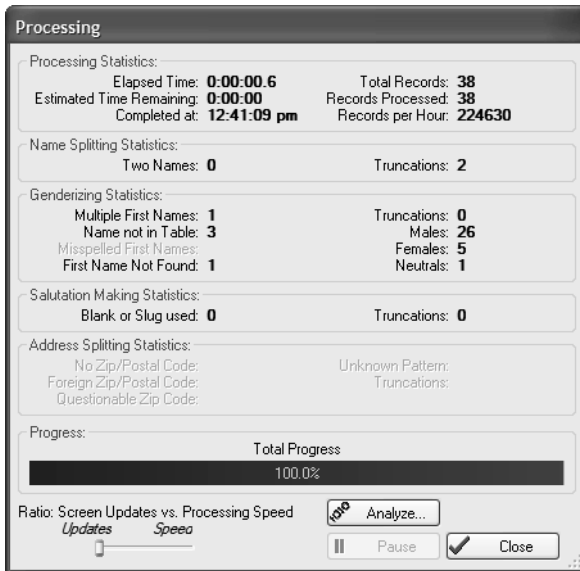 Processing
Processing Statistics:
Elapsed Time: 0:00:00.6 Total Records: 38
Estimated Time Remaining: 0:00:00 Records Processed: 38
Completed at: 12:41:09 pm Records per Hour: 224630
Name Splitting Statistics:
Two Names: 0 Truncations: 2
Genderizing Statistics:
Multiple First Names: 1 Truncations: 0
Name not in Table: 3 Males: 26
Misspelled First Names: Females: 5
First Name Not Found: 1 Neutrals: 1
Salutation Making Statistics:
Blank or Slug used: 0 Truncations: 0
Address Splitting Statistics:
No Zip/Postal Code: Unknown Pattern:
Foreign Zip/Postal Code: Truncations:
Questionable Zip Code:
Progress:
Total Progress
100.0%
Ratio: Screen Updates vs. Processing Speed Analyze...
Updates Speed
Pause Close